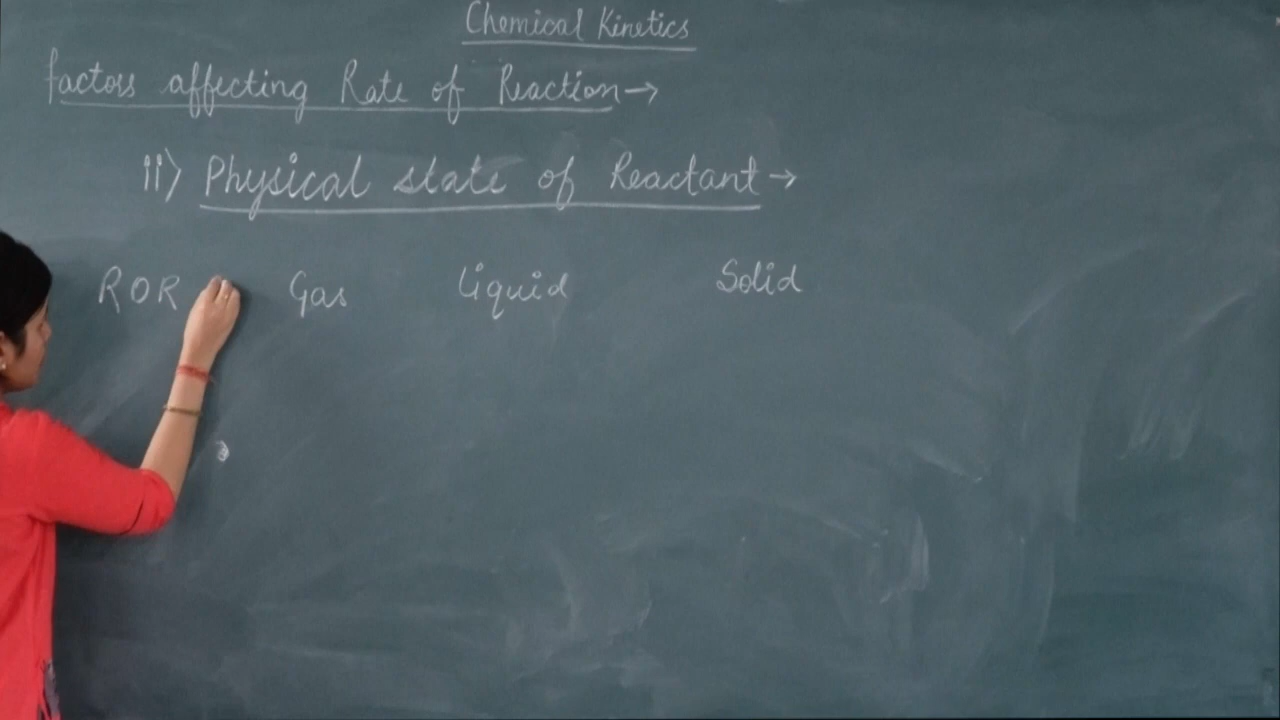 Chemical Kinetics
factors affecting Rate of Reaction→
ii) Physical state of Reactant→
ROR Gas Liquid Solid